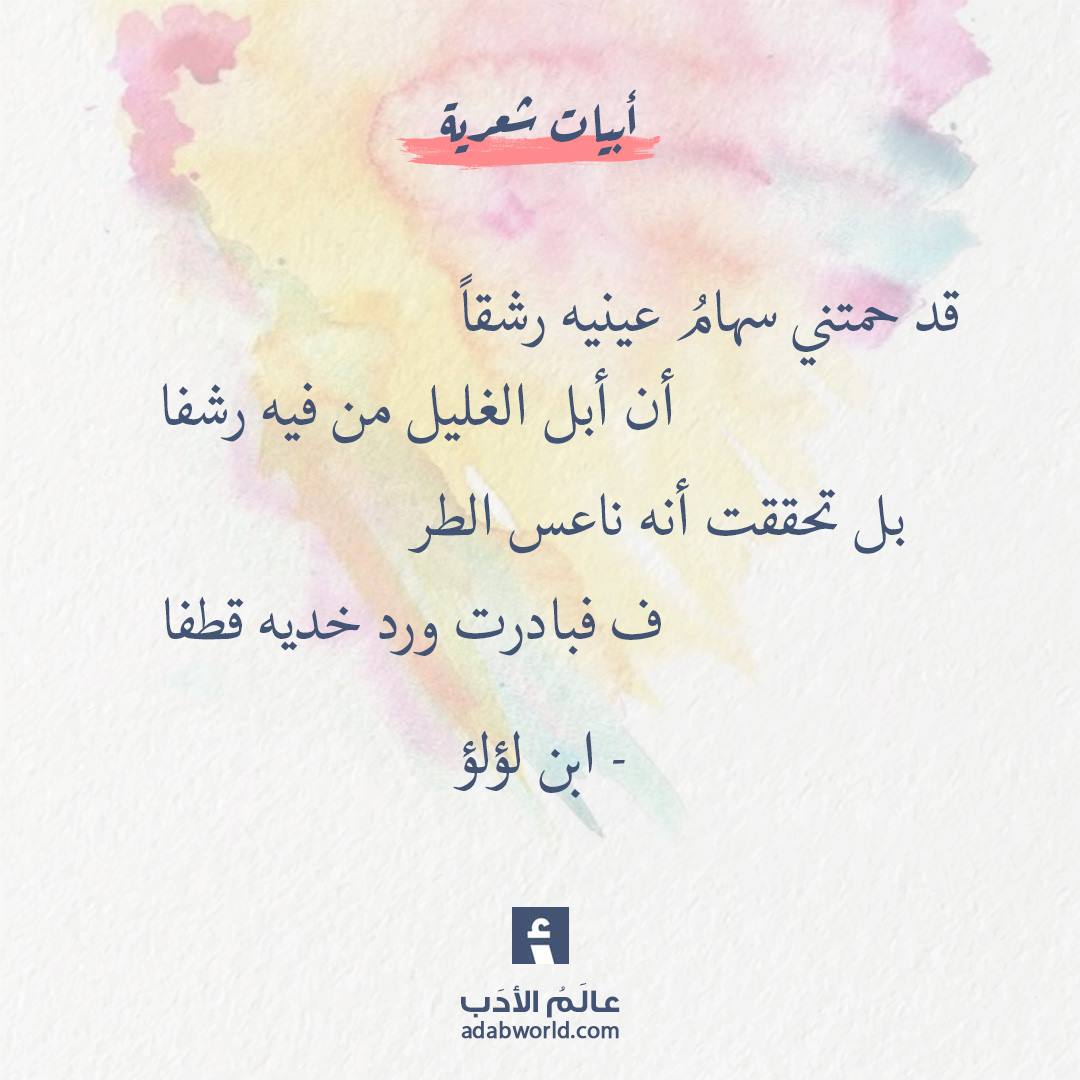 أبيات شعرية
قد حمتني سهامُ عينيه رشقاً
أن أبل الغليل من فيه رشفا
بل تحققت أنه ناعس الطر
ف فبادرت ورد خديه قطفا
- ابن لؤلؤ
أ
عالَمُ الأدَب
adabworld.com